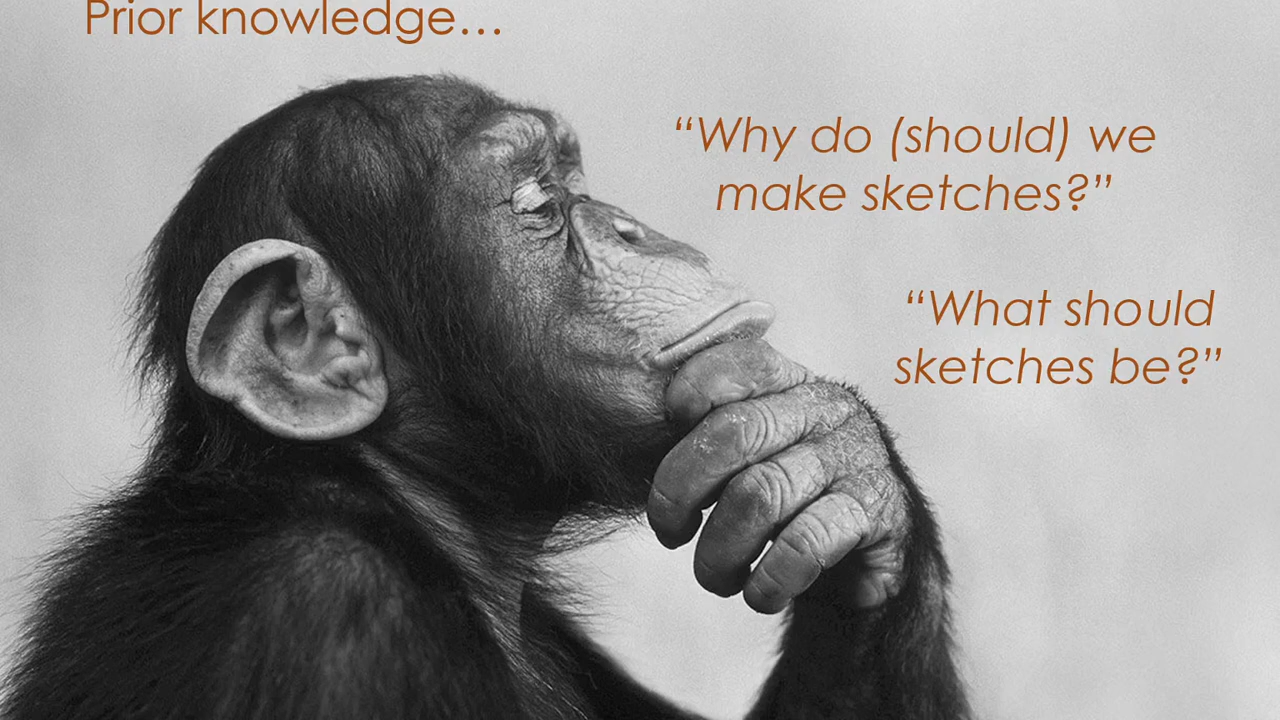 Prior knowledge…
“Why do (should) we
make sketches?”
“What should
sketches be?”